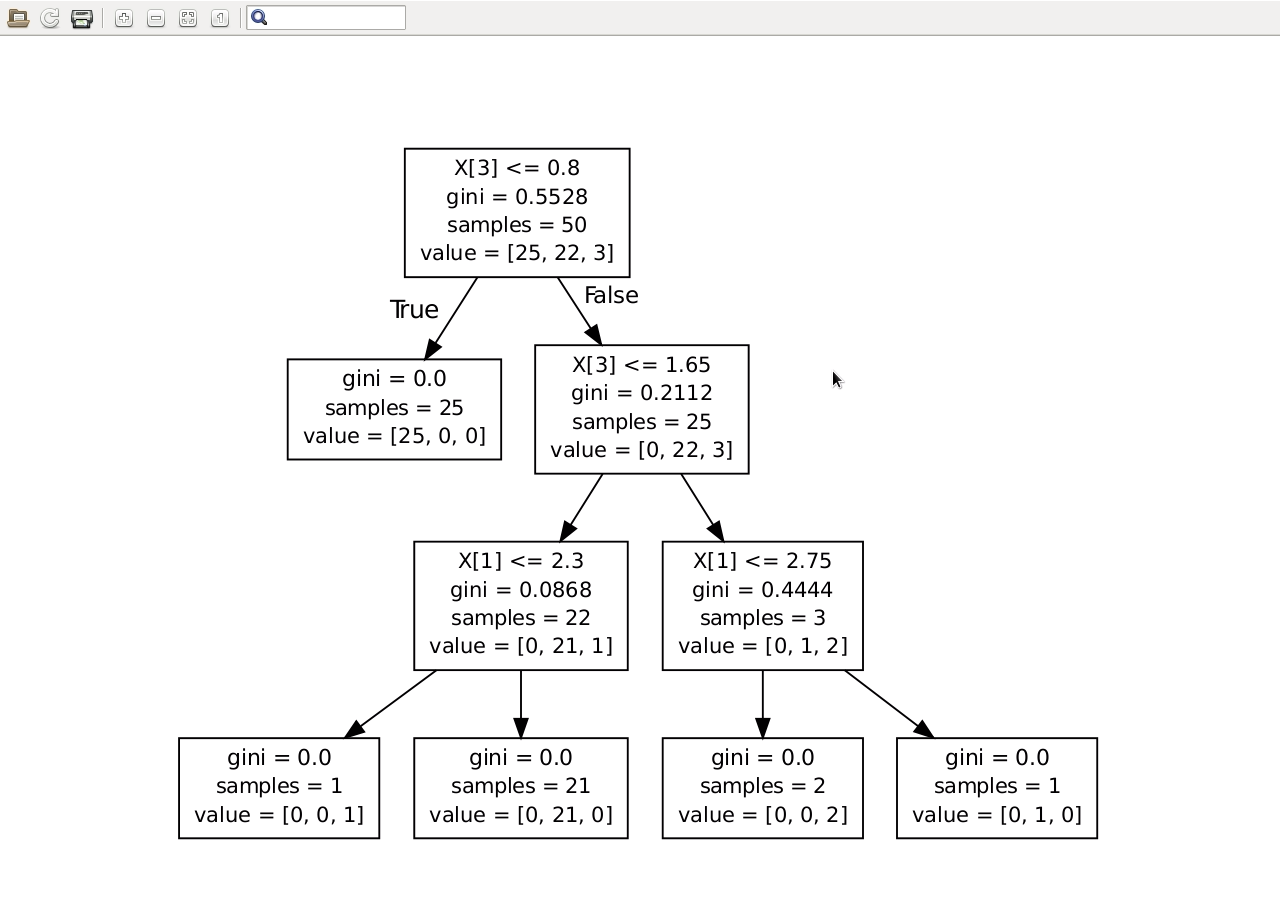 1
X[3] <= 0.8
gini = 0.5528
samples = 50
value = [25, 22, 3]
True
False
gini = 0.0
samples = 25
value = [25, 0, 0]
X[3] <= 1.65
gini = 0.2112
samples = 25
value = [0, 22, 3]
X[1] <= 2.3
gini = 0.0868
samples = 22
value = [0, 21, 1]
X[1] <= 2.75
gini = 0.4444
samples = 3
value = [0, 1, 2]
gini = 0.0
samples = 1
value = [0, 0, 1]
gini = 0.0
samples = 21
value = [0, 21, 0]
gini = 0.0
samples = 2
value = [0, 0, 2]
gini = 0.0
samples = 1
value = [0, 1, 0]